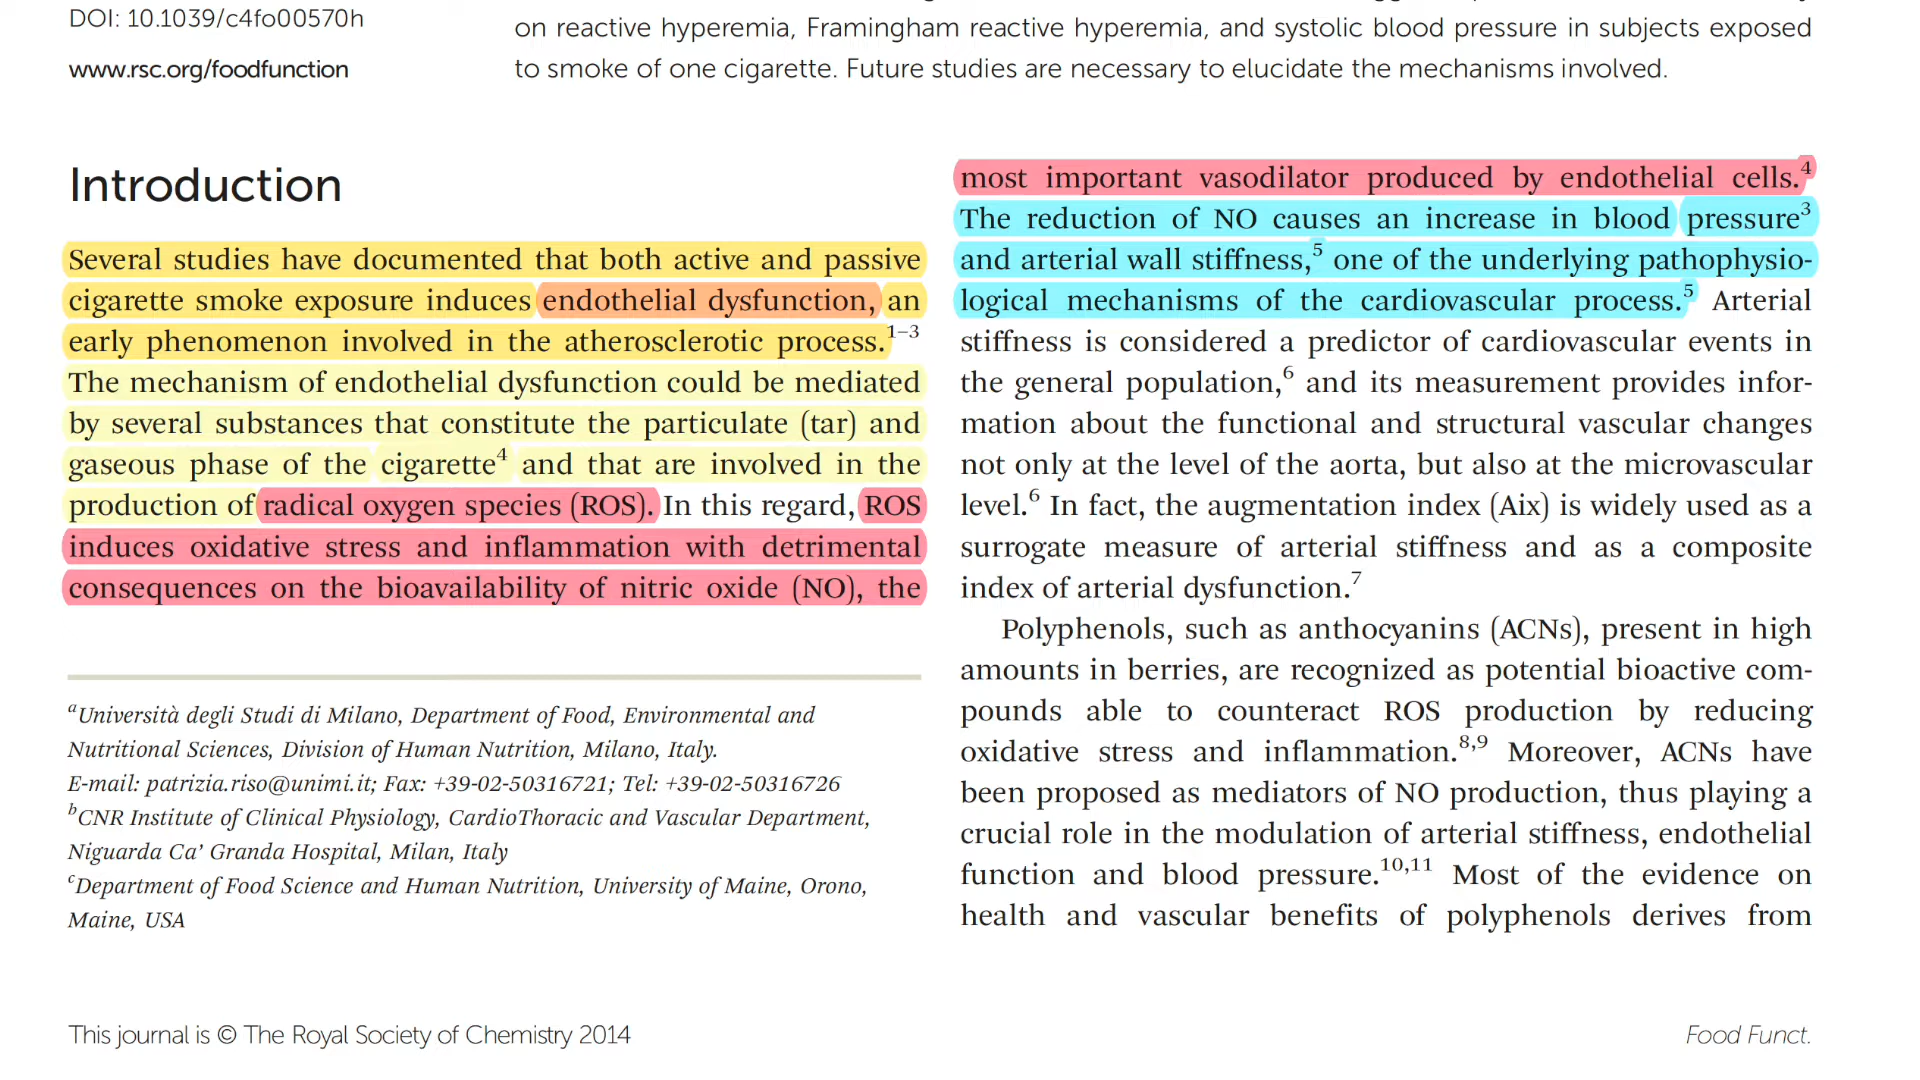 DOI: 10.1039/c4fo00570h
www.rsc.org/foodfunction
on reactive hyperemia, Framingham reactive hyperemia, and systolic blood pressure in subjects exposed
to smoke of one cigarette. Future studies are necessary to elucidate the mechanisms involved.
Introduction
Several studies have documented that both active and passive
cigarette smoke exposure induces endothelial dysfunction, an
early phenomenon involved in the atherosclerotic process.1–3
The mechanism of endothelial dysfunction could be mediated
by several substances that constitute the particulate (tar) and
gaseous phase of the cigarette4 and that are involved in the
production of radical oxygen species (ROS). In this regard, ROS
induces oxidative stress and inflammation with detrimental
consequences on the bioavailability of nitric oxide (NO), the
aUniversità degli Studi di Milano, Department of Food, Environmental and
Nutritional Sciences, Division of Human Nutrition, Milano, Italy.
E-mail: patrizia.riso@unimi.it; Fax: +39-02-50316721; Tel: +39-02-50316726
bCNR Institute of Clinical Physiology, CardioThoracic and Vascular Department,
Niguarda Ca’ Granda Hospital, Milan, Italy
cDepartment of Food Science and Human Nutrition, University of Maine, Orono,
Maine, USA
most important vasodilator produced by endothelial cells.4
The reduction of NO causes an increase in blood pressure3
and arterial wall stiffness,5 one of the underlying pathophysio-
logical mechanisms of the cardiovascular process.5 Arterial
stiffness is considered a predictor of cardiovascular events in
the general population,6 and its measurement provides infor-
mation about the functional and structural vascular changes
not only at the level of the aorta, but also at the microvascular
level.6 In fact, the augmentation index (Aix) is widely used as a
surrogate measure of arterial stiffness and as a composite
index of arterial dysfunction.7
Polyphenols, such as anthocyanins (ACNs), present in high
amounts in berries, are recognized as potential bioactive com-
pounds able to counteract ROS production by reducing
oxidative stress and inflammation.8,9 Moreover, ACNs have
been proposed as mediators of NO production, thus playing a
crucial role in the modulation of arterial stiffness, endothelial
function and blood pressure.10,11 Most of the evidence on
health and vascular benefits of polyphenols derives from
This journal is © The Royal Society of Chemistry 2014
Food Funct.